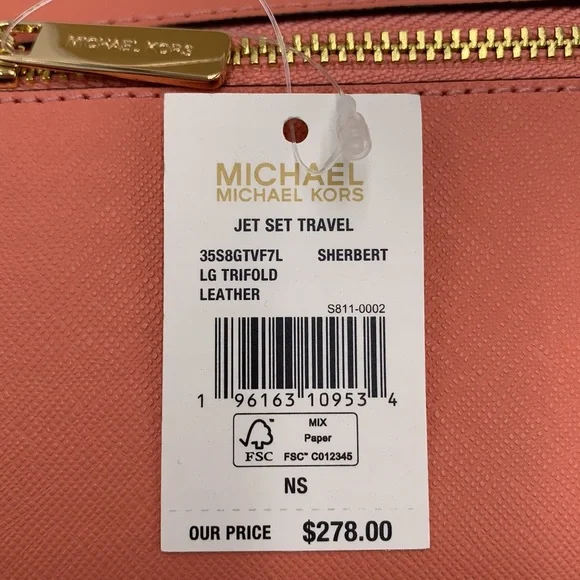 MICHAEL KORS
MICHAEL
MICHAEL KORS
JET SET TRAVEL
35S8GTVF7L SHERBERT
LG TRIFOLD
LEATHER
S811-0002
1 96163 10953 4
MIX
Paper
FSC™ C012345
FSC
NS
OUR PRICE $278.00